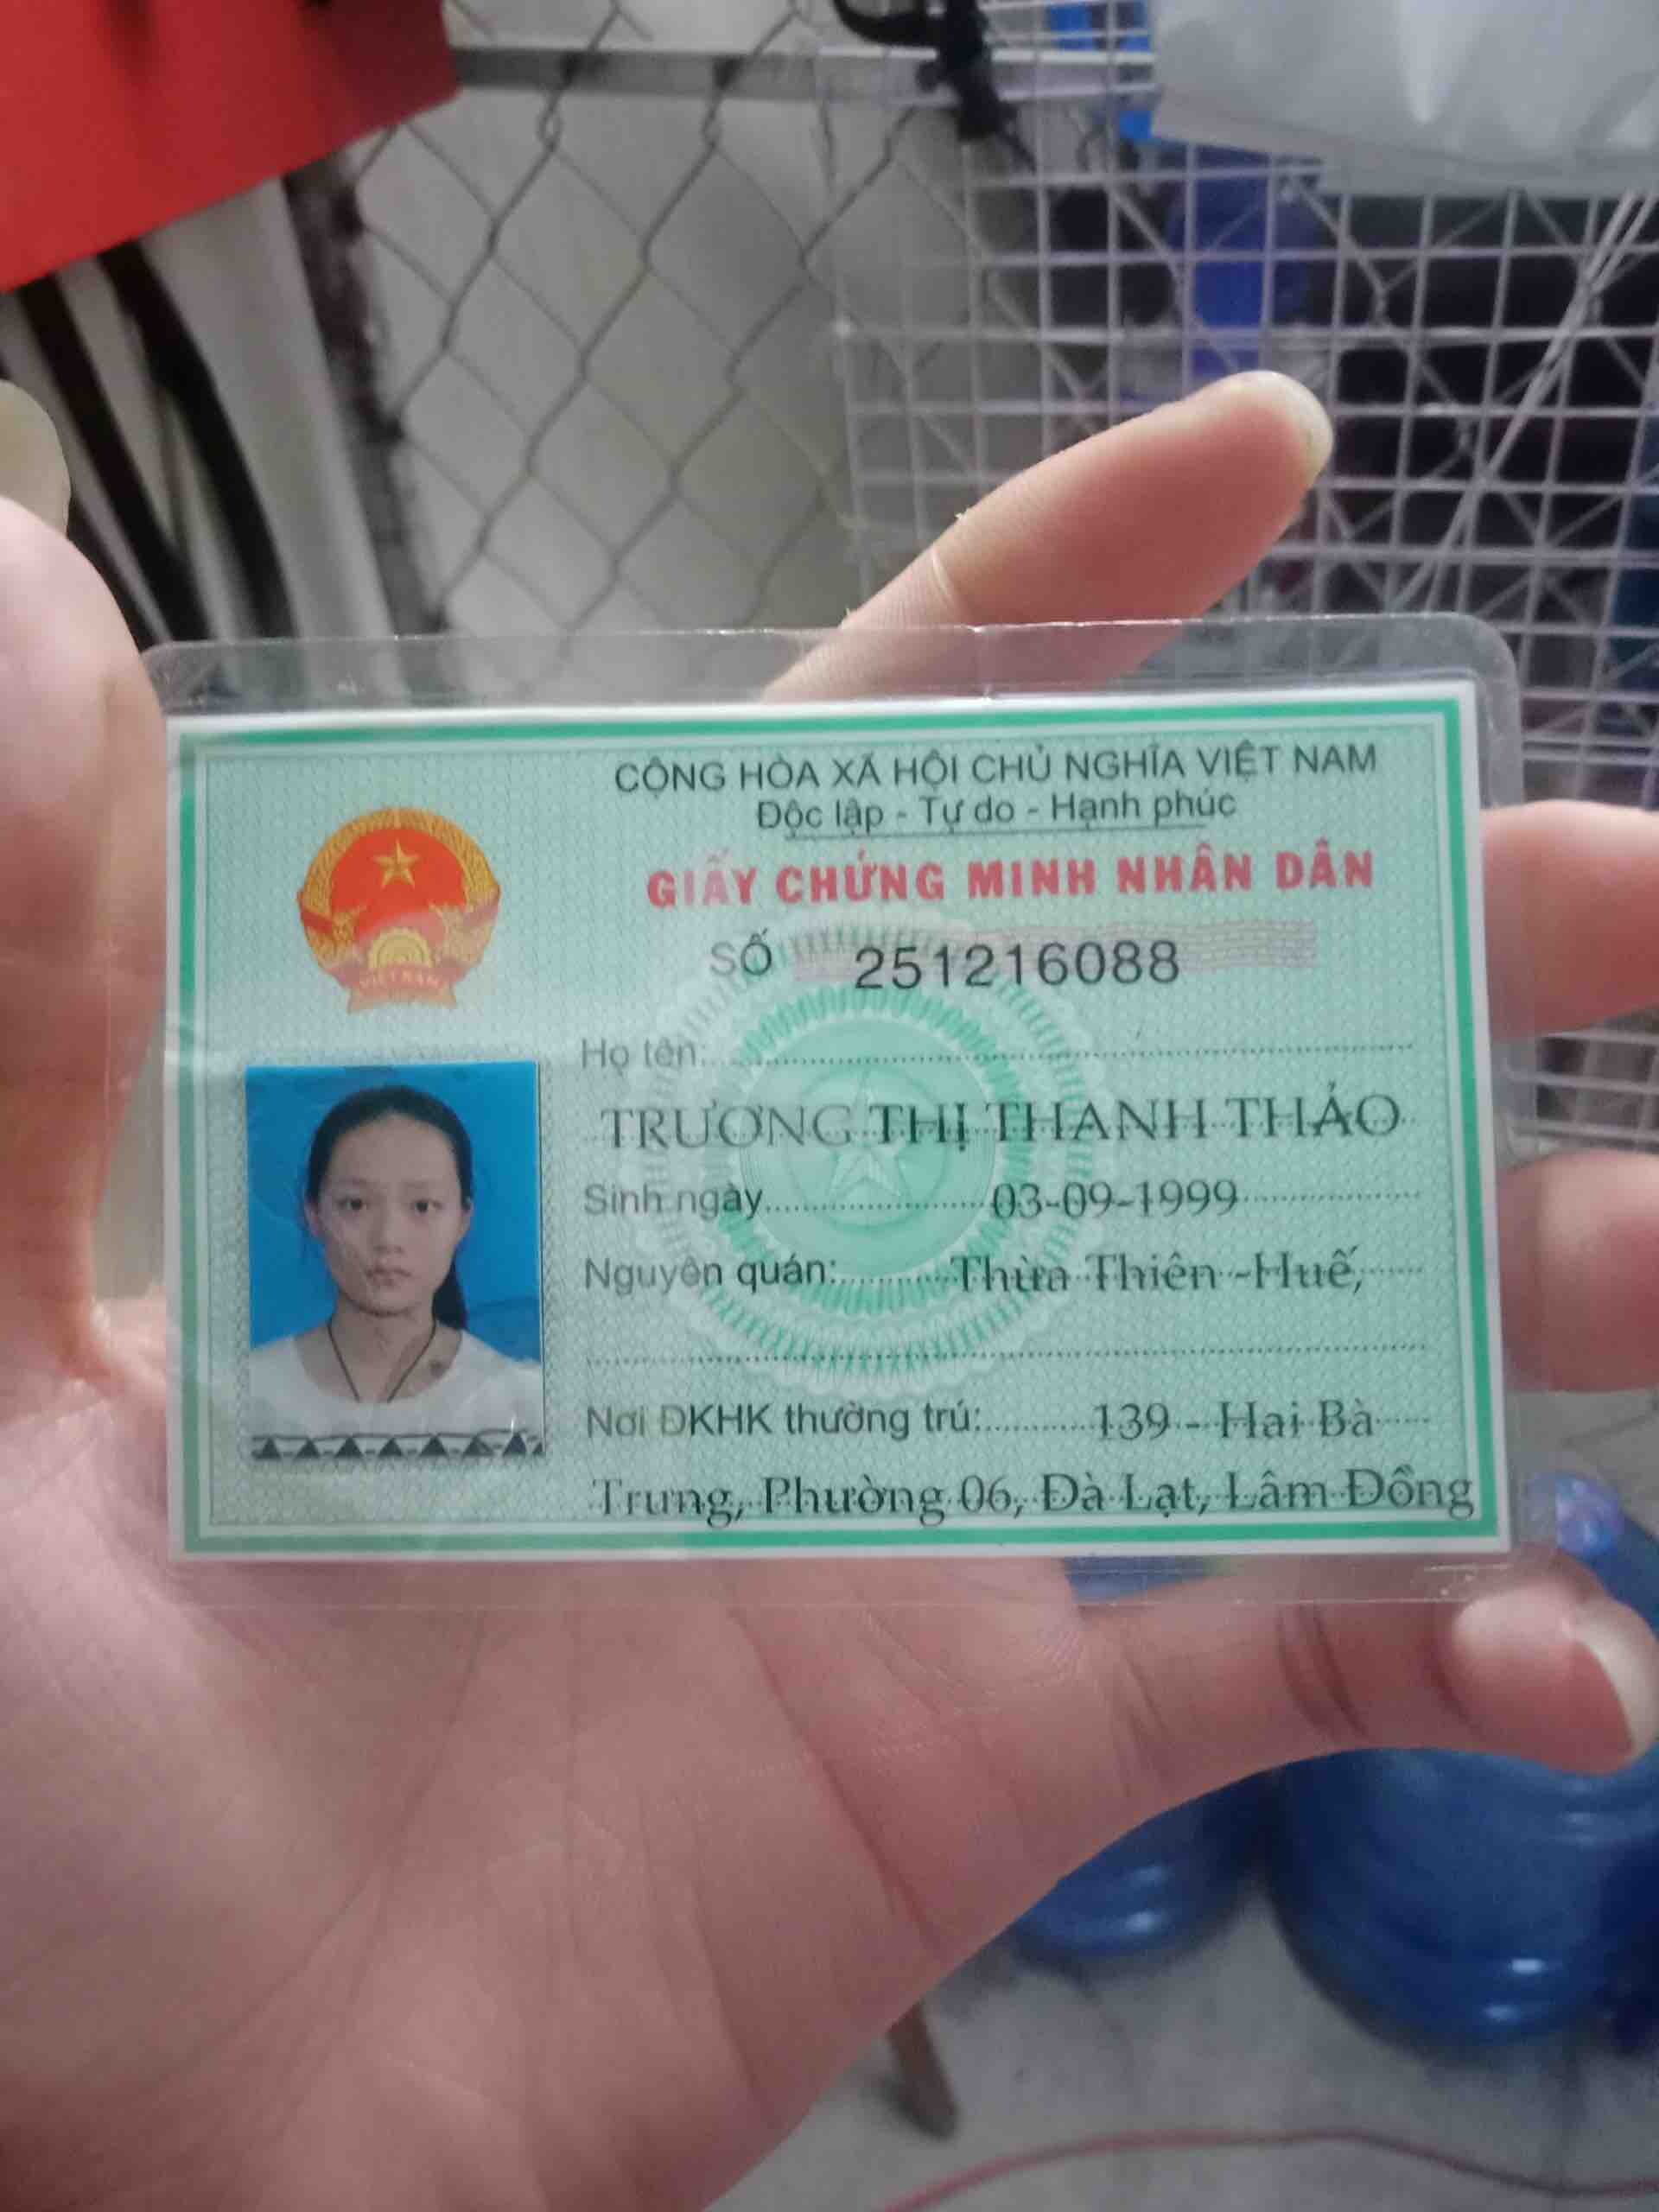 CỘNG HÒA XÃ HỘI CHỦ NGHĨA VIỆT NAM
Độc lập - Tự do - Hạnh phúc
GIẤY CHỨNG MINH NHÂN DÂN
SỐ 251216088
VIỆT NAM
Họ tên:
TRƯƠNG THỊ THANH THẢO
Sinh ngày 03-09-1999
Nguyên quán: Thừa Thiên -Huế,
Nơi ĐKHK thường trú: 139 - Hai Bà
Trưng, Phường 06, Đà Lạt, Lâm Đồng